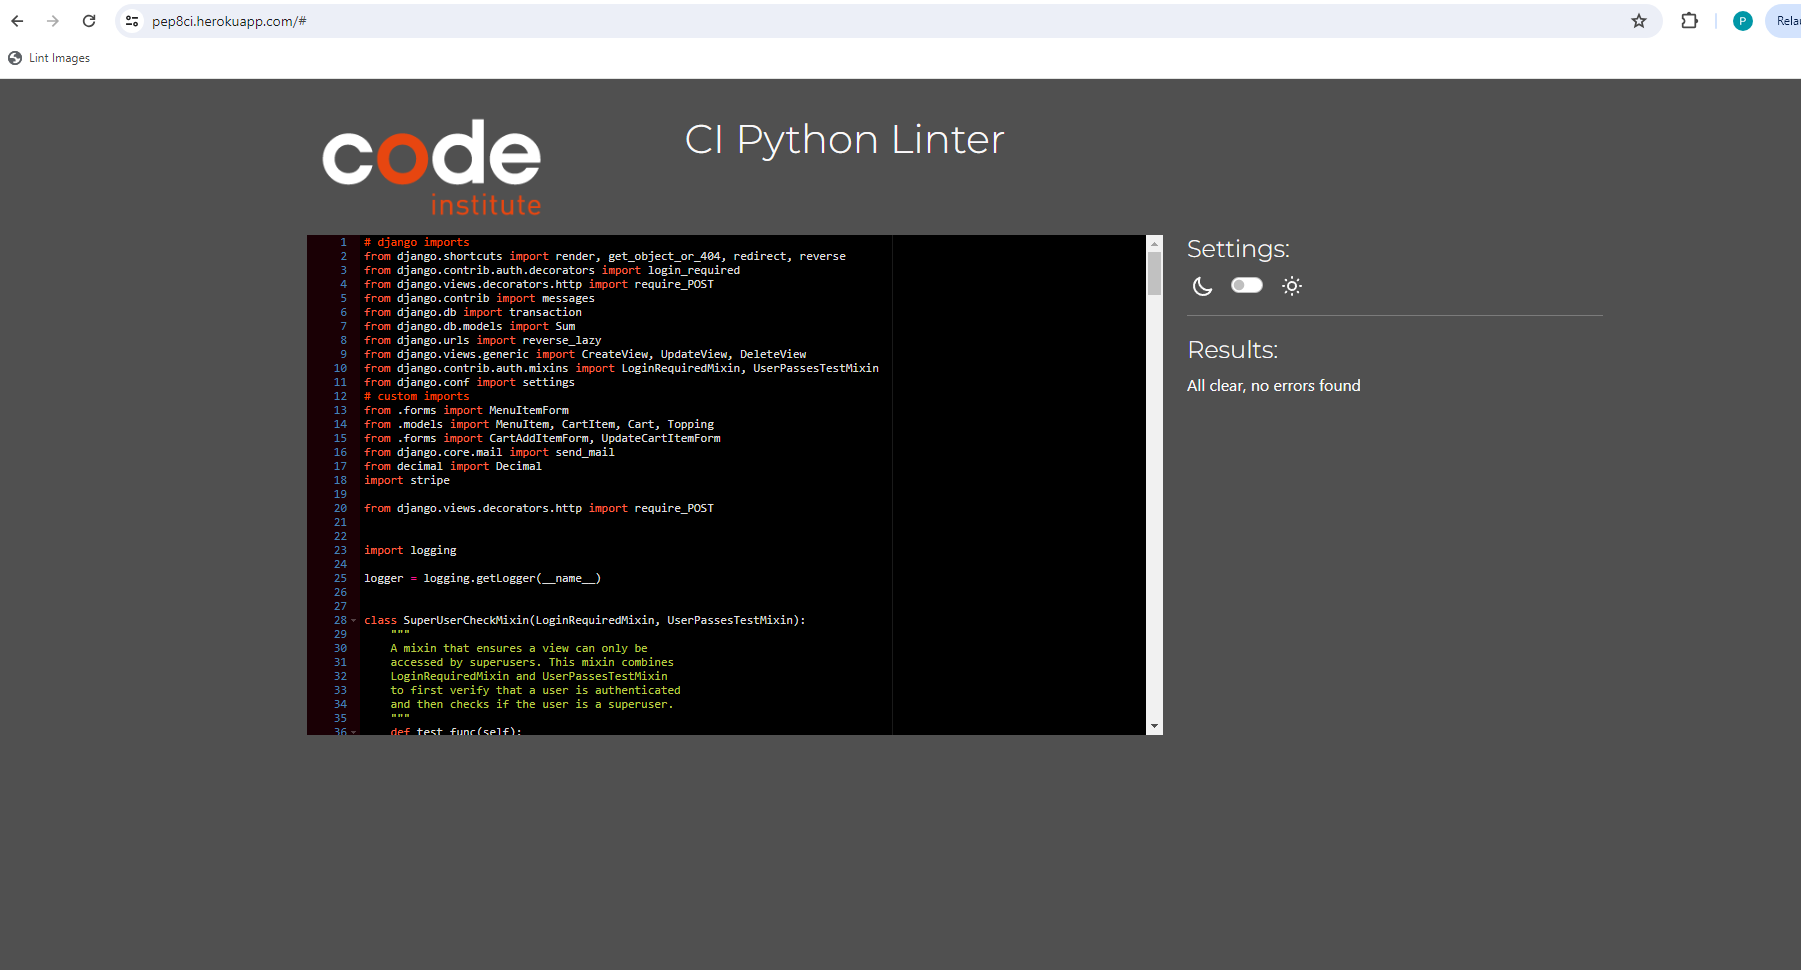 pep8ci.herokuapp.com/#
P
Lint Images
code
institute
CI Python Linter
1 # django imports
2 from django.shortcuts import render, get_object_or_404, redirect, reverse
3 from django.contrib.auth.decorators import login_required
4 from django.views.decorators.http import require_POST
5 from django.contrib import messages
6 from django.db import transaction
7 from django.db.models import Sum
8 from django.urls import reverse_lazy
9 from django.views.generic import CreateView, UpdateView, DeleteView
10 from django.contrib.auth.mixins import LoginRequiredMixin, UserPassesTestMixin
11 from django.conf import settings
12 # custom imports
13 from .forms import MenuItemForm
14 from .models import MenuItem, CartItem, Cart, Topping
15 from .forms import CartAddItemForm, UpdateCartItemForm
16 from django.core.mail import send_mail
17 from decimal import Decimal
18 import stripe
19
20 from django.views.decorators.http import require_POST
21
22
23 import logging
24
25 logger = logging.getLogger(__name__)
26
27
28 class SuperUserCheckMixin(LoginRequiredMixin, UserPassesTestMixin):
29 """
30 A mixin that ensures a view can only be
31 accessed by superusers. This mixin combines
32 LoginRequiredMixin and UserPassesTestMixin
33 to first verify that a user is authenticated
34 and then checks if the user is a superuser.
35 """
36 def test_func(self):
Settings:
Results:
All clear, no errors found